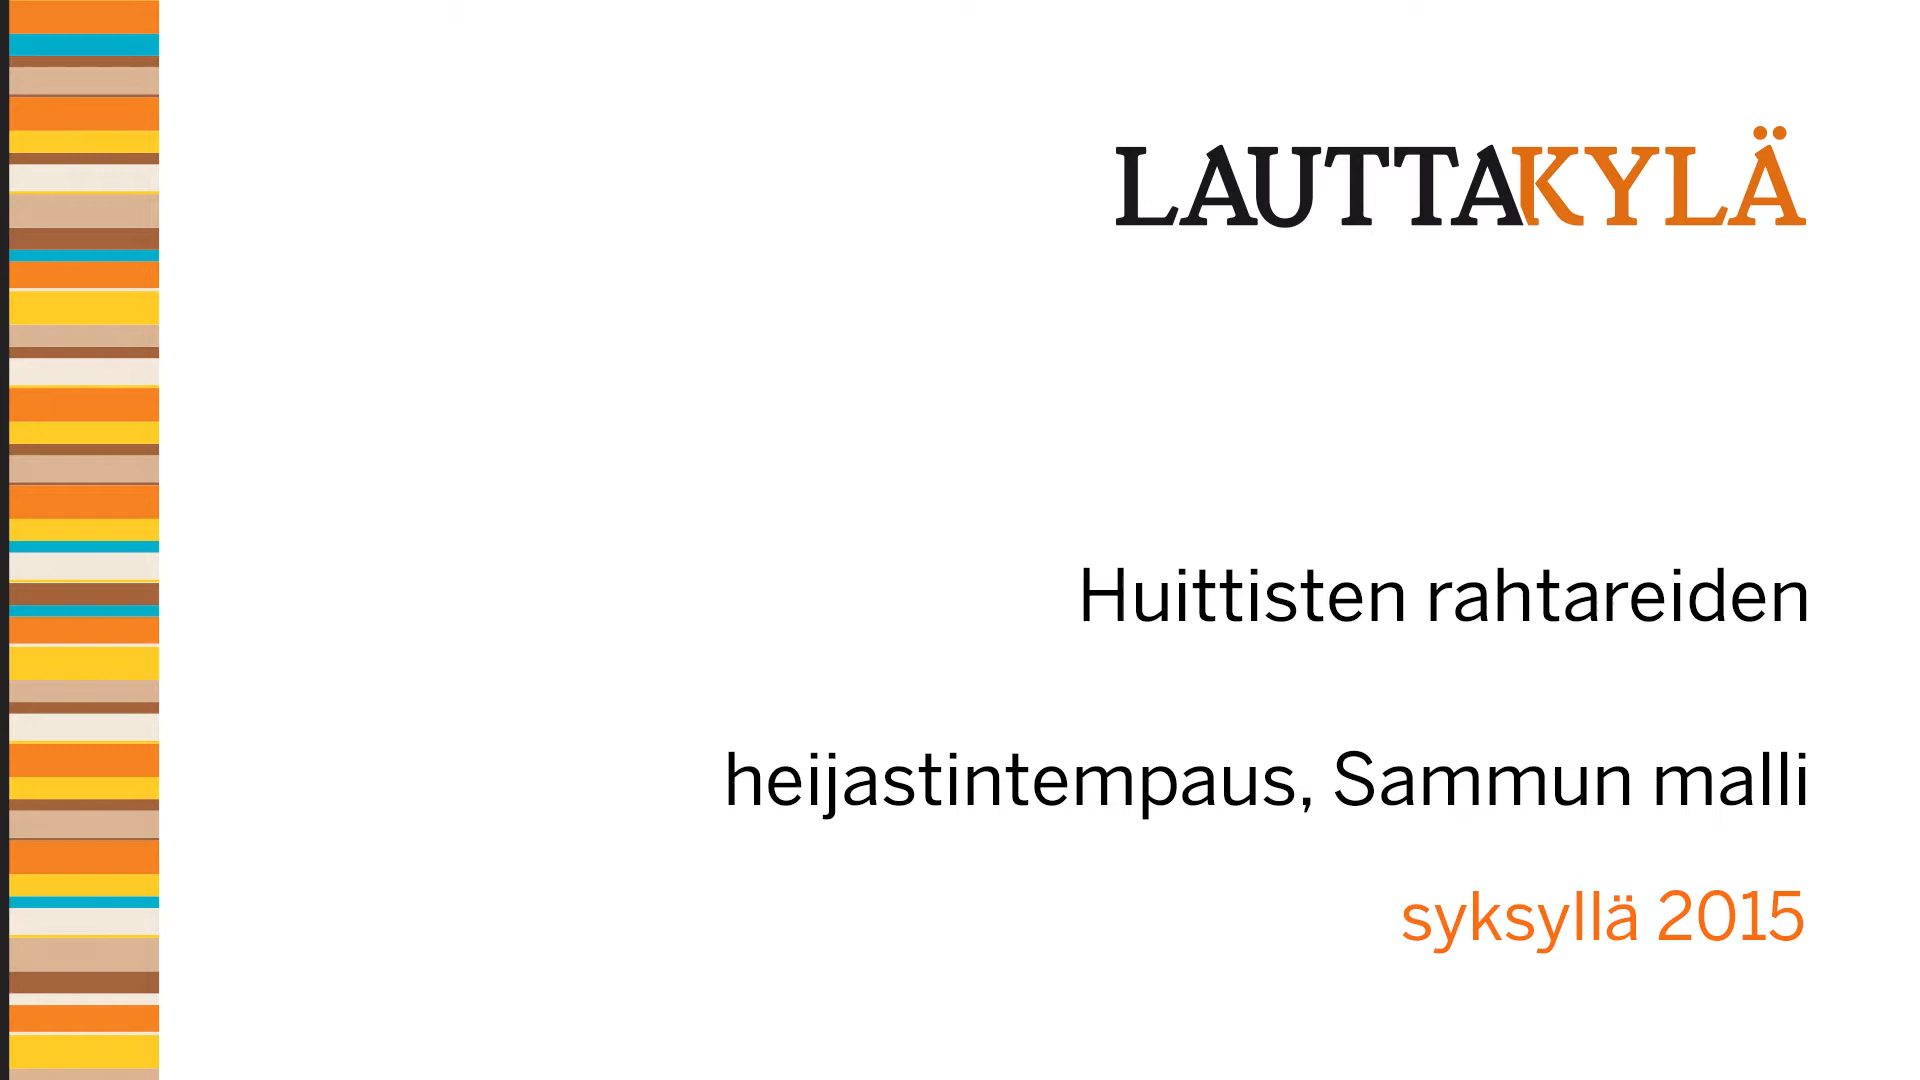 LAUTTAKYLÄ
Huittisten rahtareiden
heijastintempaus, Sammun malli
syksyllä 2015